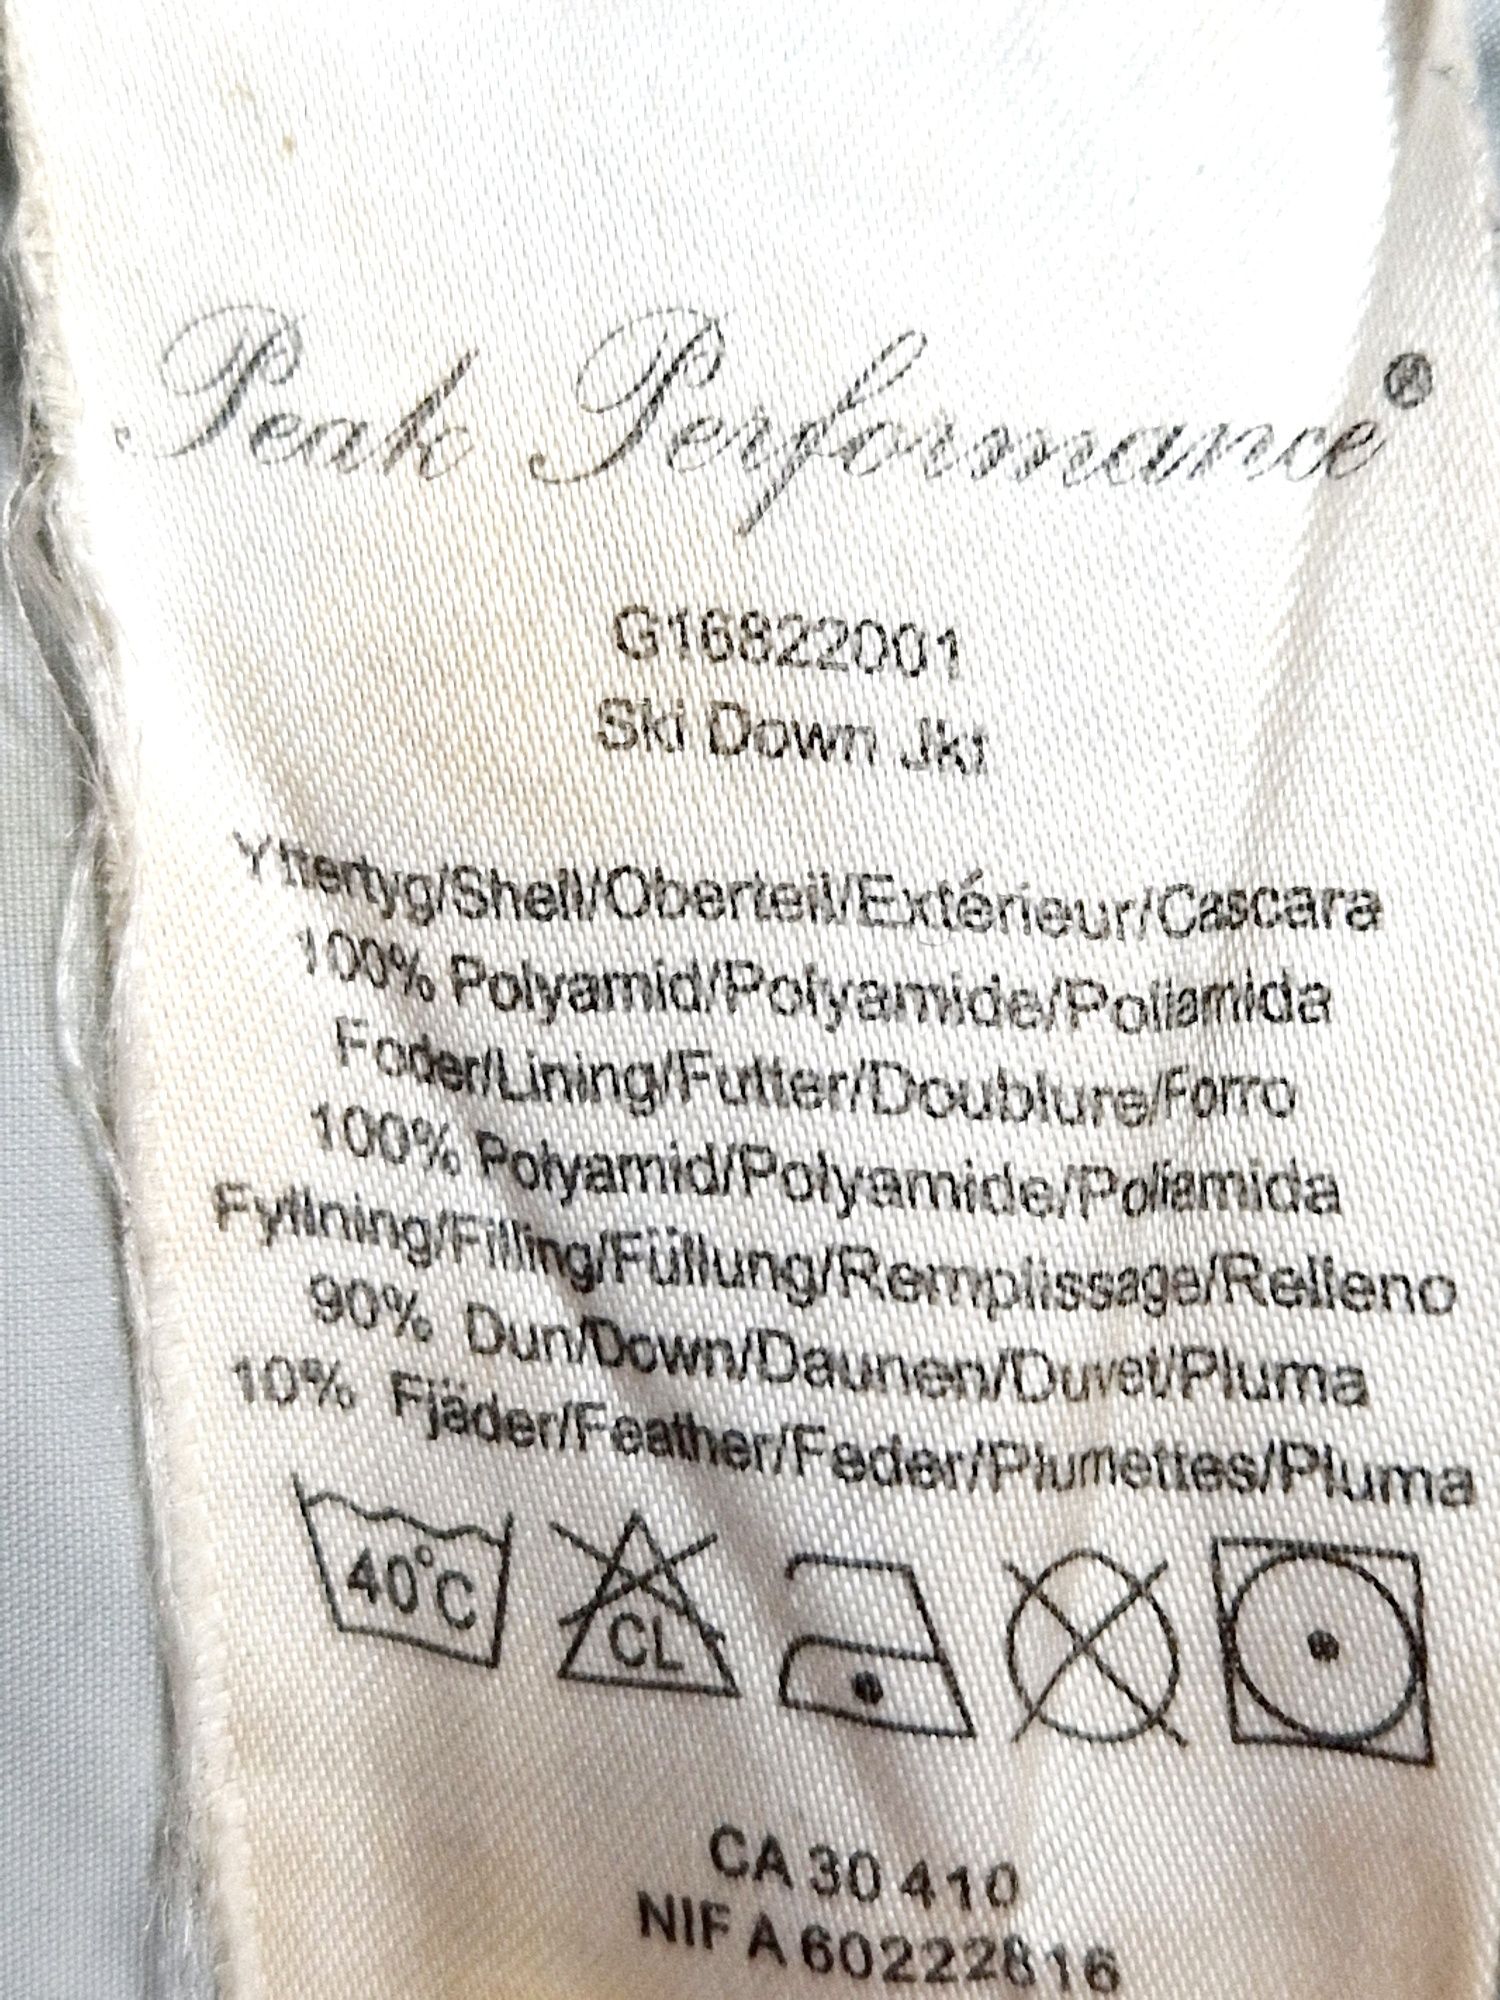 Peak Performance®
G16822001
Ski Down Jkt
Yttertyg/Shell/Oberteil/Extérieur/Cascara
100% Polyamid/Polyamide/Poliamida
Foder/Lining/Futter/Doublure/Forro
100% Polyamid/Polyamide/Poliamida
Fyllning/Filling/Füllung/Remplissage/Relleno
90% Dun/Down/Daunen/Duvet/Pluma
10% Fjäder/Feather/Feder/Plumettes/Pluma
40°C CL
CA 30 410
NIF A 60222816